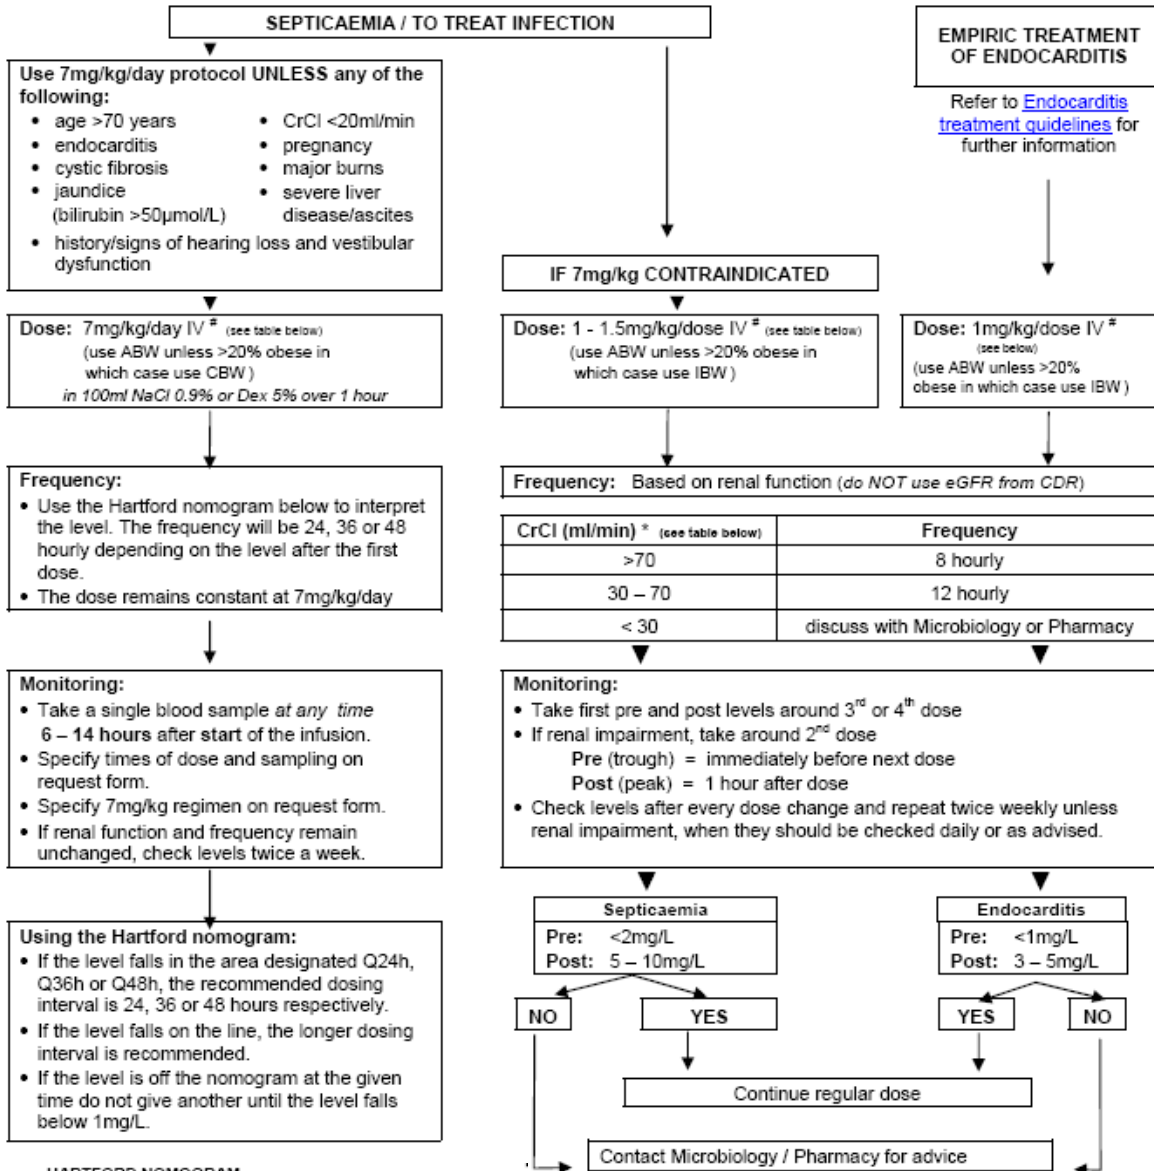 SEPTICAEMIA / TO TREAT INFECTION
EMPIRIC TREATMENT
OF ENDOCARDITIS
Refer to Endocarditis
treatment guidelines for
further information
Use 7mg/kg/day protocol UNLESS any of the
following:
• age >70 years
• endocarditis
• cystic fibrosis
• jaundice
(bilirubin >50µmol/L)
• CrCl <20ml/min
• pregnancy
• major burns
• severe liver
disease/ascites
• history/signs of hearing loss and vestibular
dysfunction
IF 7mg/kg CONTRAINDICATED
Dose: 7mg/kg/day IV # (see table below)
(use ABW unless >20% obese in
which case use CBW )
in 100ml NaCl 0.9% or Dex 5% over 1 hour
Dose: 1 - 1.5mg/kg/dose IV # (see table below)
(use ABW unless >20% obese in
which case use IBW )
Dose: 1mg/kg/dose IV #
(see below)
(use ABW unless >20%
obese in which case use IBW )
Frequency:
• Use the Hartford nomogram below to interpret
the level. The frequency will be 24, 36 or 48
hourly depending on the level after the first
dose.
• The dose remains constant at 7mg/kg/day
Frequency: Based on renal function (do NOT use eGFR from CDR)
CrCl (ml/min) * (see table below) Frequency
>70 8 hourly
30 – 70 12 hourly
< 30 discuss with Microbiology or Pharmacy
Monitoring:
• Take a single blood sample at any time
6 – 14 hours after start of the infusion.
• Specify times of dose and sampling on
request form.
• Specify 7mg/kg regimen on request form.
• If renal function and frequency remain
unchanged, check levels twice a week.
Monitoring:
• Take first pre and post levels around 3rd or 4th dose
• If renal impairment, take around 2nd dose
Pre (trough) = immediately before next dose
Post (peak) = 1 hour after dose
• Check levels after every dose change and repeat twice weekly unless
renal impairment, when they should be checked daily or as advised.
Using the Hartford nomogram:
• If the level falls in the area designated Q24h,
Q36h or Q48h, the recommended dosing
interval is 24, 36 or 48 hours respectively.
• If the level falls on the line, the longer dosing
interval is recommended.
• If the level is off the nomogram at the given
time do not give another until the level falls
below 1mg/L.
Septicaemia
Pre: <2mg/L
Post: 5 – 10mg/L
Endocarditis
Pre: <1mg/L
Post: 3 – 5mg/L
NO
YES
YES
NO
Continue regular dose
Contact Microbiology / Pharmacy for advice
HARTFORD NOMOGRAM